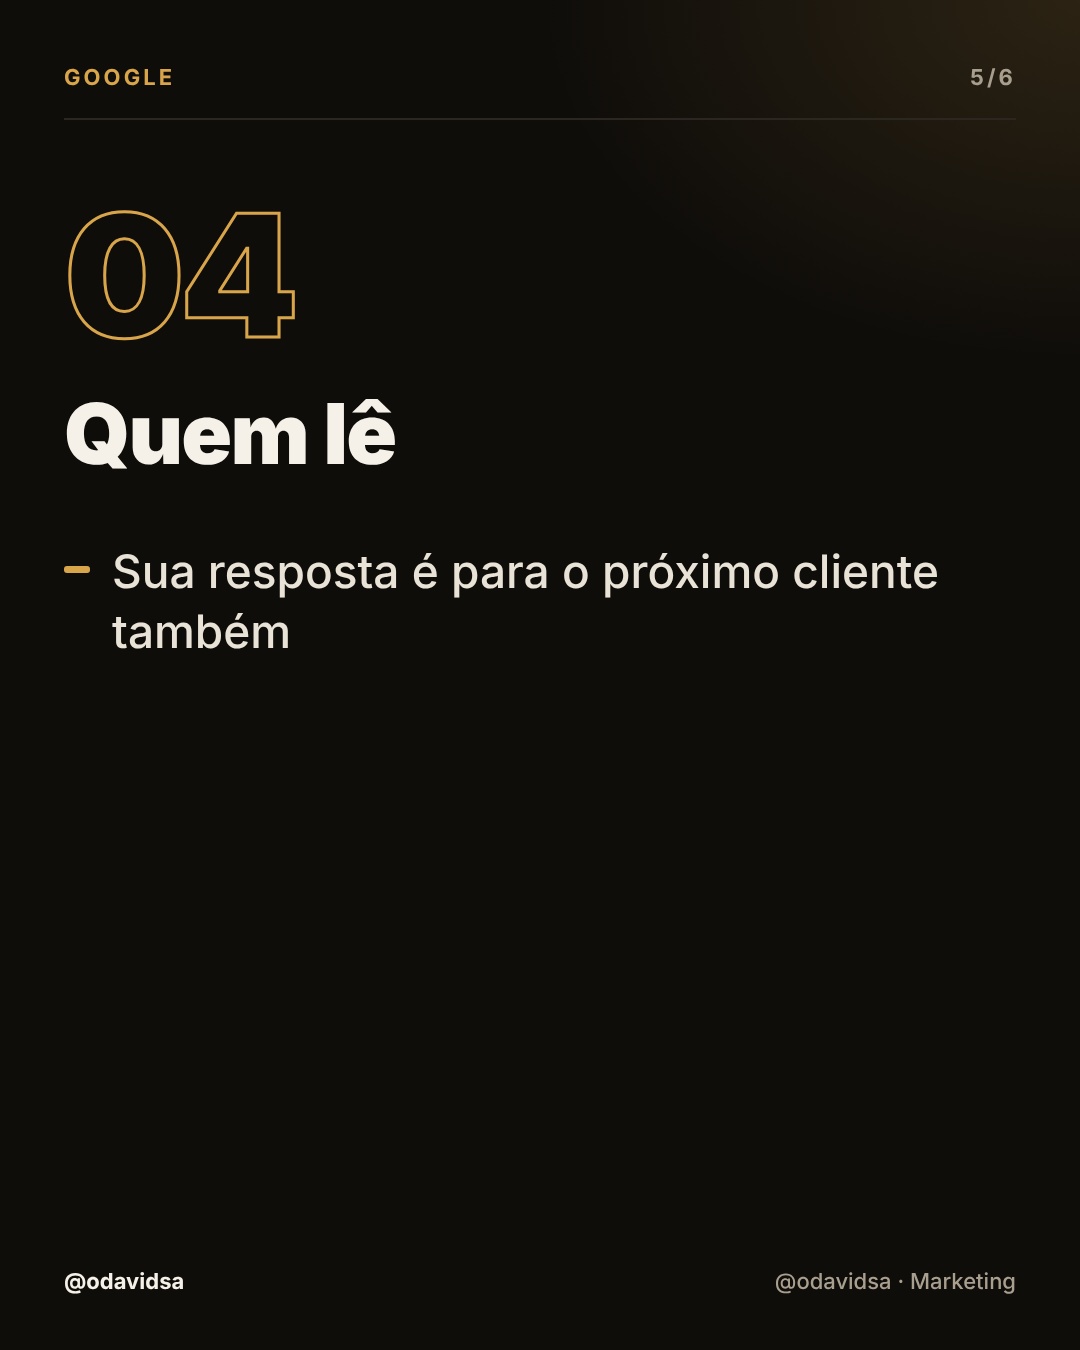 GOOGLE
5/6
04
Quem lê
Sua resposta é para o próximo cliente
também
@odavidsa
@odavidsa · Marketing